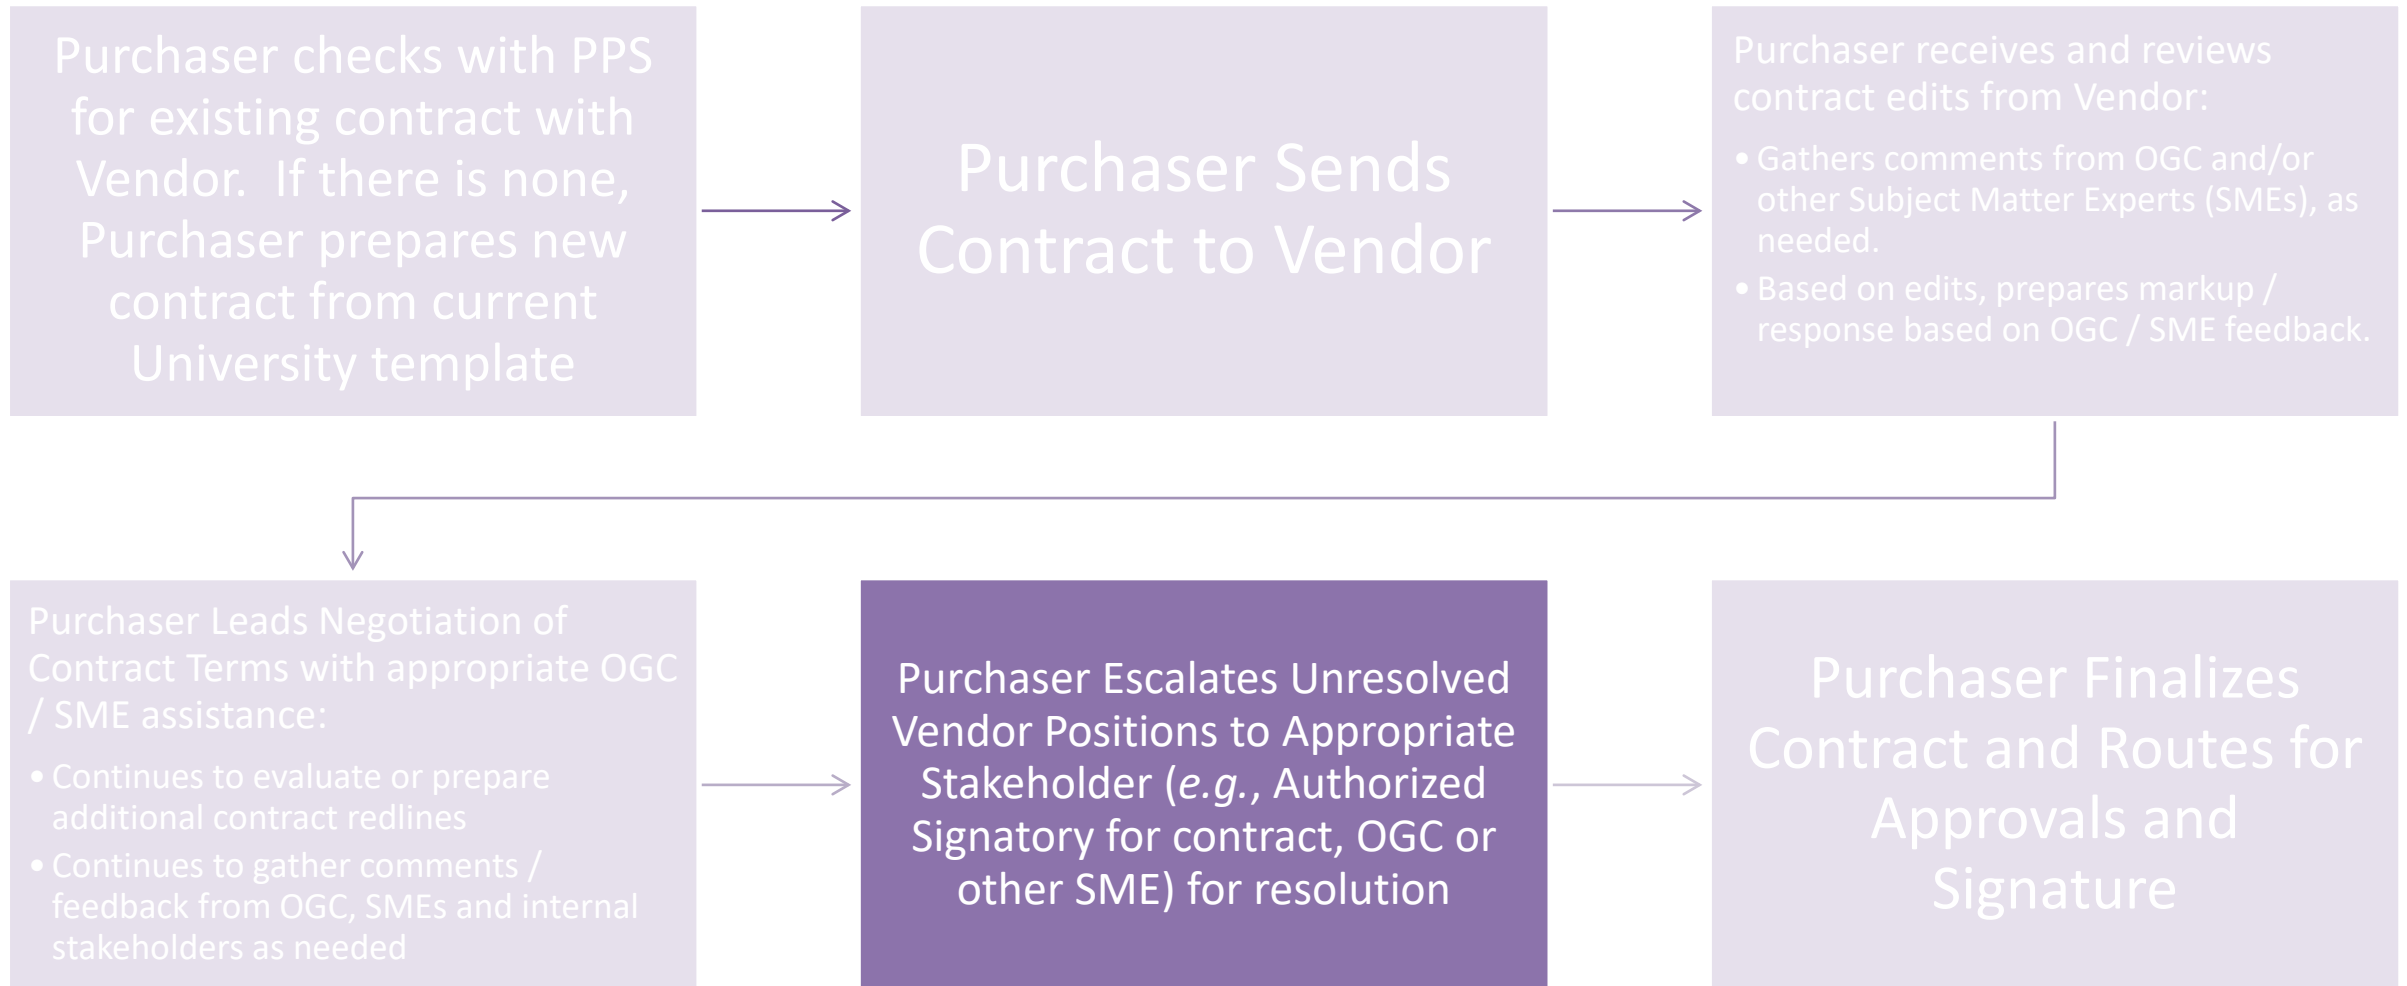 Purchaser checks with PPS
for existing contract with
Vendor.  If there is none,
Purchaser prepares new
contract from current
University template
Purchaser Sends
Contract to Vendor
Purchaser receives and reviews
contract edits from Vendor:
• Gathers comments from OGC and/or
other Subject Matter Experts (SMEs), as
needed.
• Based on edits, prepares markup /
response based on OGC / SME feedback.
Purchaser Leads Negotiation of
Contract Terms with appropriate OGC
/ SME assistance:
• Continues to evaluate or prepare
additional contract redlines
• Continues to gather comments /
feedback from OGC, SMEs and internal
stakeholders as needed
Purchaser Escalates Unresolved
Vendor Positions to Appropriate
Stakeholder (e.g., Authorized
Signatory for contract, OGC or
other SME) for resolution
Purchaser Finalizes
Contract and Routes for
Approvals and
Signature